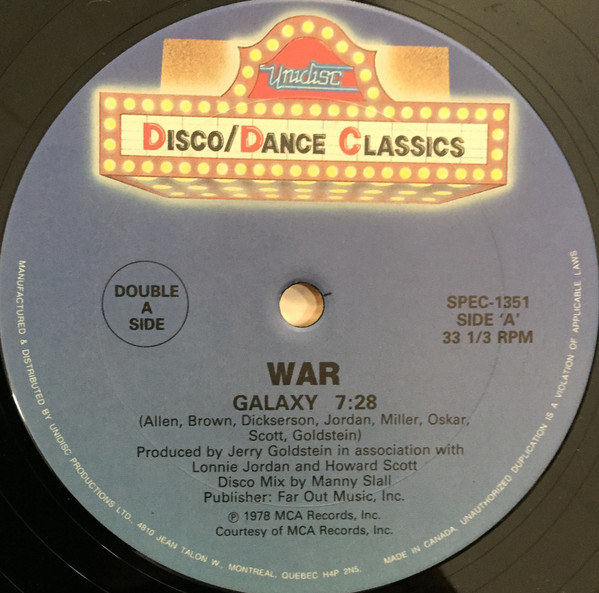 Unidisc
DISCO/DANCE CLASSICS
DOUBLE
A
SIDE
SPEC-1351
SIDE 'A'
33 1/3 RPM
WAR
GALAXY 7:28
(Allen, Brown, Dickserson, Jordan, Miller, Oskar,
Scott, Goldstein)
Produced by Jerry Goldstein in association with
Lonnie Jordan and Howard Scott
Disco Mix by Manny Slall
Publisher: Far Out Music, Inc.
℗ 1978 MCA Records, Inc.
Courtesy of MCA Records, Inc.
MANUFACTURED & DISTRIBUTED BY UNIDISC PRODUCTIONS LTD. 4810 JEAN TALON W., MONTREAL, QUEBEC H4P 2N5. MADE IN CANADA. UNAUTHORIZED DUPLICATION IS A VIOLATION OF APPLICABLE LAWS